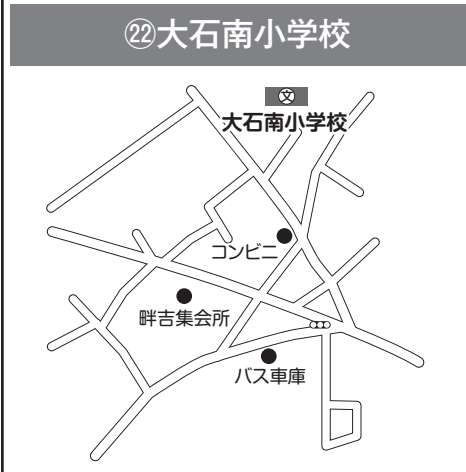 ㉒大石南小学校
文
大石南小学校
コンビニ
畔吉集会所
バス車庫